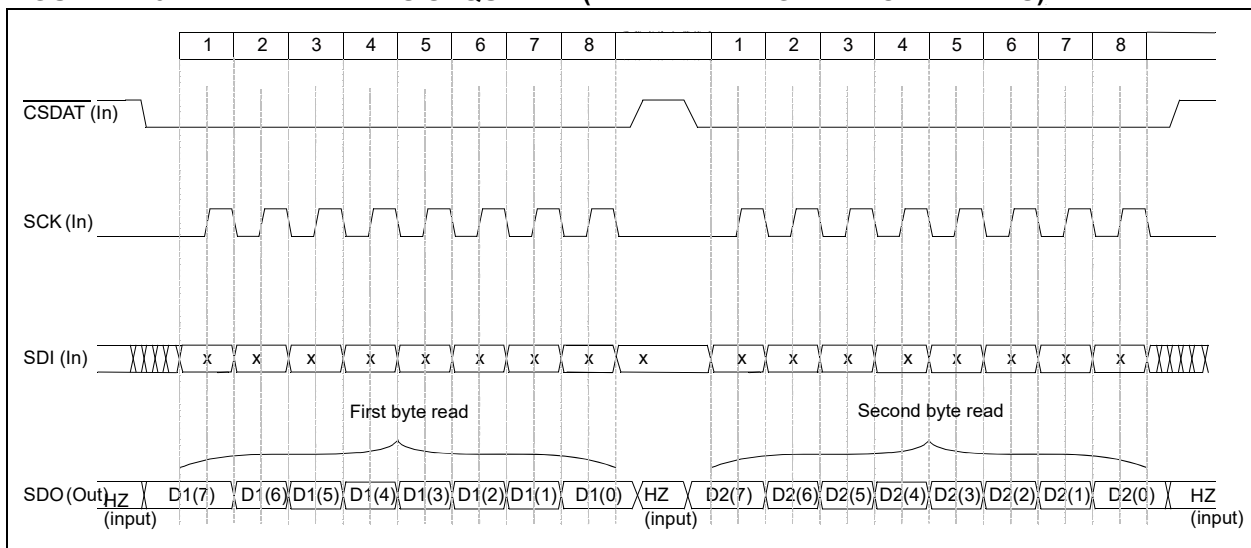 1 2 3 4 5 6 7 8 1 2 3 4 5 6 7 8
CSDAT (In)
SCK (In)
SDI (In) x x x x x x x x x x x x x x x x x
First byte read Second byte read
SDO (Out) HZ D1(7) D1(6) D1(5) D1(4) D1(3) D1(2) D1(1) D1(0) HZ D2(7) D2(6) D2(5) D2(4) D2(3) D2(2) D2(1) D2(0) HZ
(input) (input) (input)